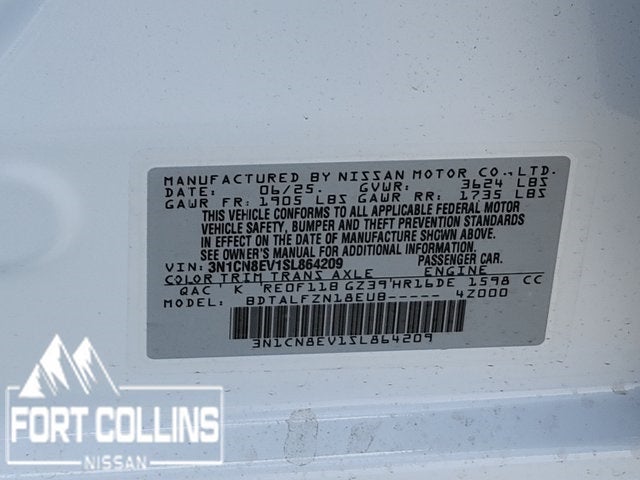 MANUFACTURED BY NISSAN MOTOR CO., LTD.
DATE: 06/25. GVWR: 3624 LBS
GAWR FR: 1905 LBS GAWR RR: 1735 LBS
THIS VEHICLE CONFORMS TO ALL APPLICABLE FEDERAL MOTOR
VEHICLE SAFETY, BUMPER, AND THEFT PREVENTION STANDARDS
IN EFFECT ON THE DATE OF MANUFACTURE SHOWN ABOVE.
SEE OWNER'S MANUAL FOR ADDITIONAL INFORMATION.
VIN: 3N1CN8EV1SL864209 PASSENGER CAR.
COLOR TRIM TRANS AXLE ENGINE
QAC K RE0F11B GZ39 HR16DE 1598 CC
MODEL: BDTALFZN18EU8----- 4Z000
3N1CN8EV1SL864209
FORT COLLINS
NISSAN